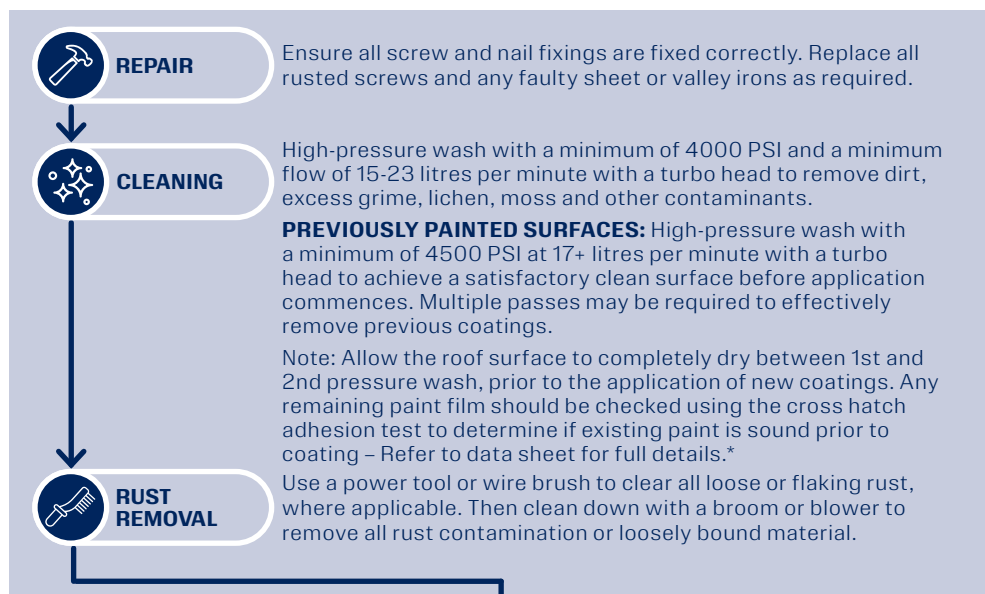 REPAIR
Ensure all screw and nail fixings are fixed correctly. Replace all
rusted screws and any faulty sheet or valley irons as required.
CLEANING
High-pressure wash with a minimum of 4000 PSI and a minimum
flow of 15-23 litres per minute with a turbo head to remove dirt,
excess grime, lichen, moss and other contaminants.
PREVIOUSLY PAINTED SURFACES: High-pressure wash with
a minimum of 4500 PSI at 17+ litres per minute with a turbo
head to achieve a satisfactory clean surface before application
commences. Multiple passes may be required to effectively
remove previous coatings.
Note: Allow the roof surface to completely dry between 1st and
2nd pressure wash, prior to the application of new coatings. Any
remaining paint film should be checked using the cross hatch
adhesion test to determine if existing paint is sound prior to
coating – Refer to data sheet for full details.*
RUST
REMOVAL
Use a power tool or wire brush to clear all loose or flaking rust,
where applicable. Then clean down with a broom or blower to
remove all rust contamination or loosely bound material.